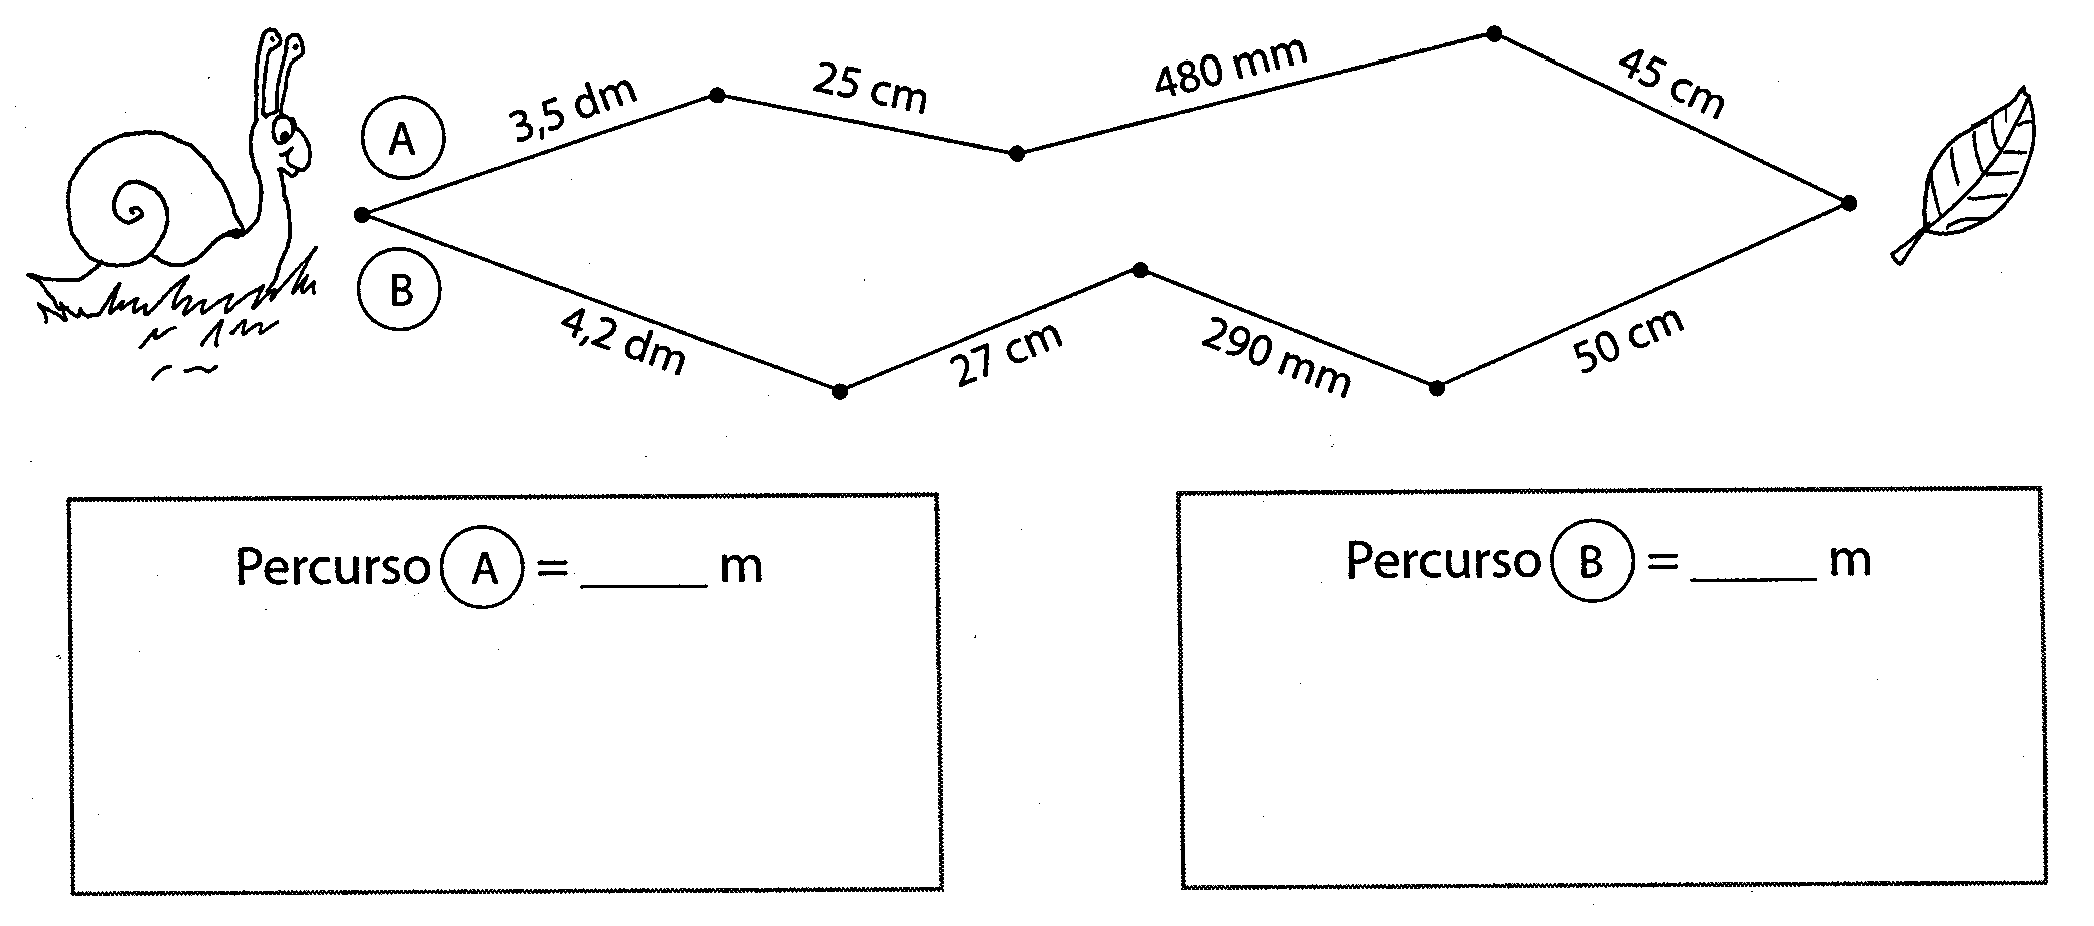 A
3,5 dm
25 cm
480 mm
45 cm
B
4,2 dm
27 cm
290 mm
50 cm
Percurso A = _____ m
Percurso B = _____ m